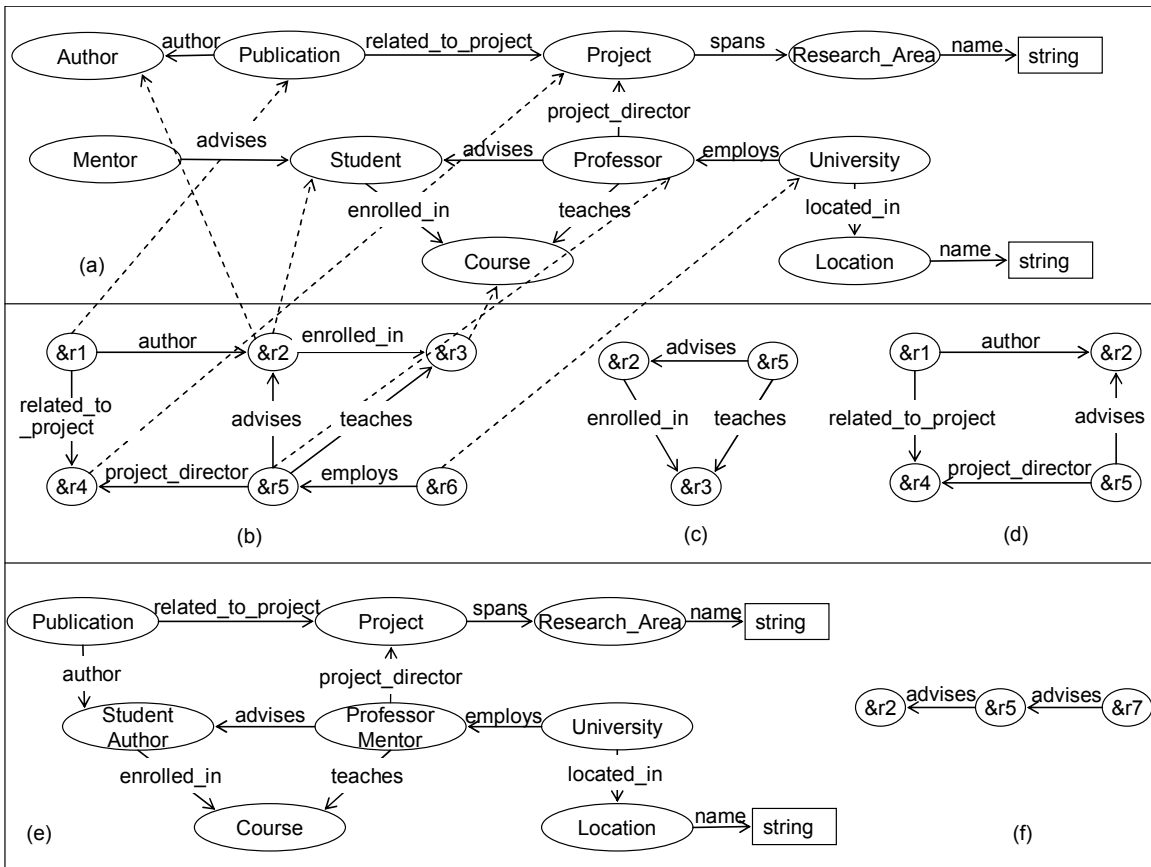 author related_to_project spans name
Author Publication Project Research_Area string
project_director
advises advises employs
Mentor Student Professor University
enrolled_in teaches located_in
name
(a) Course Location string
author enrolled_in advises author
&r1 &r2 &r3 &r2 &r5 &r1 &r2
related_to
_project
advises teaches enrolled_in teaches related_to_project advises
project_director employs project_director
&r4 &r5 &r6 &r3 &r4 &r5
(b) (c) (d)
related_to_project spans name
Publication Project Research_Area string
author project_director
Student
Author
advises
Professor
Mentor
employs
University
advises advises
&r2 &r5 &r7
enrolled_in teaches located_in
name
(e) Course Location string (f)